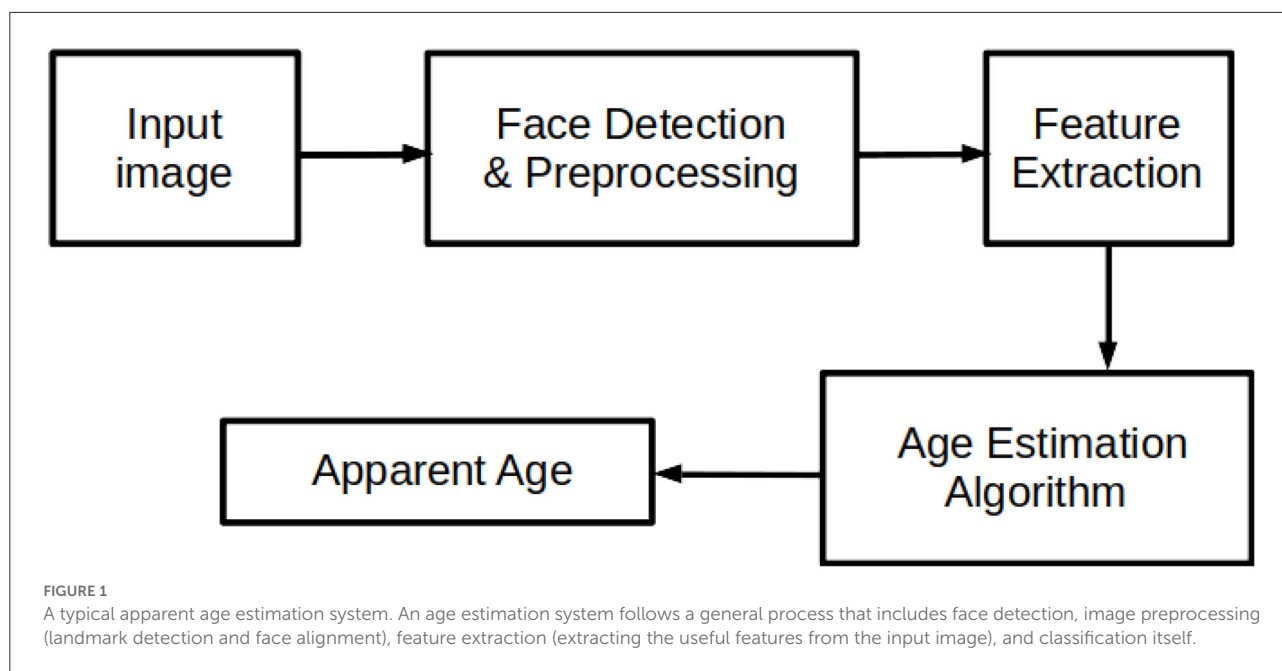 Input
image
Face Detection
& Preprocessing
Feature
Extraction
Age Estimation
Algorithm
Apparent Age
FIGURE 1
A typical apparent age estimation system. An age estimation system follows a general process that includes face detection, image preprocessing
(landmark detection and face alignment), feature extraction (extracting the useful features from the input image), and classification itself.